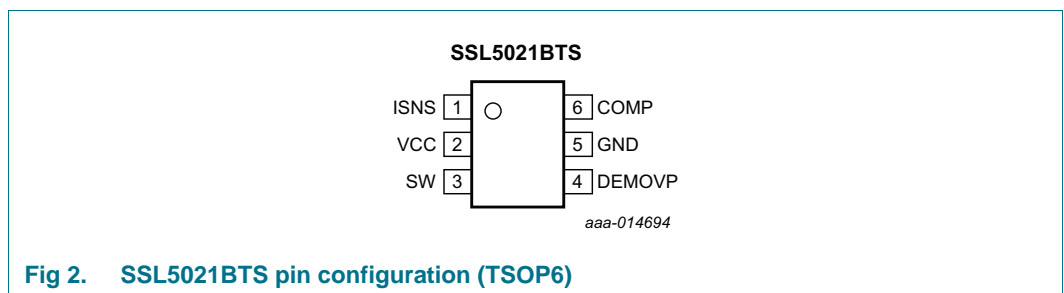 SSL5021BTS
ISNS 1 6 COMP
VCC 2 5 GND
SW 3 4 DEMOVP
aaa-014694
Fig 2. SSL5021BTS pin configuration (TSOP6)